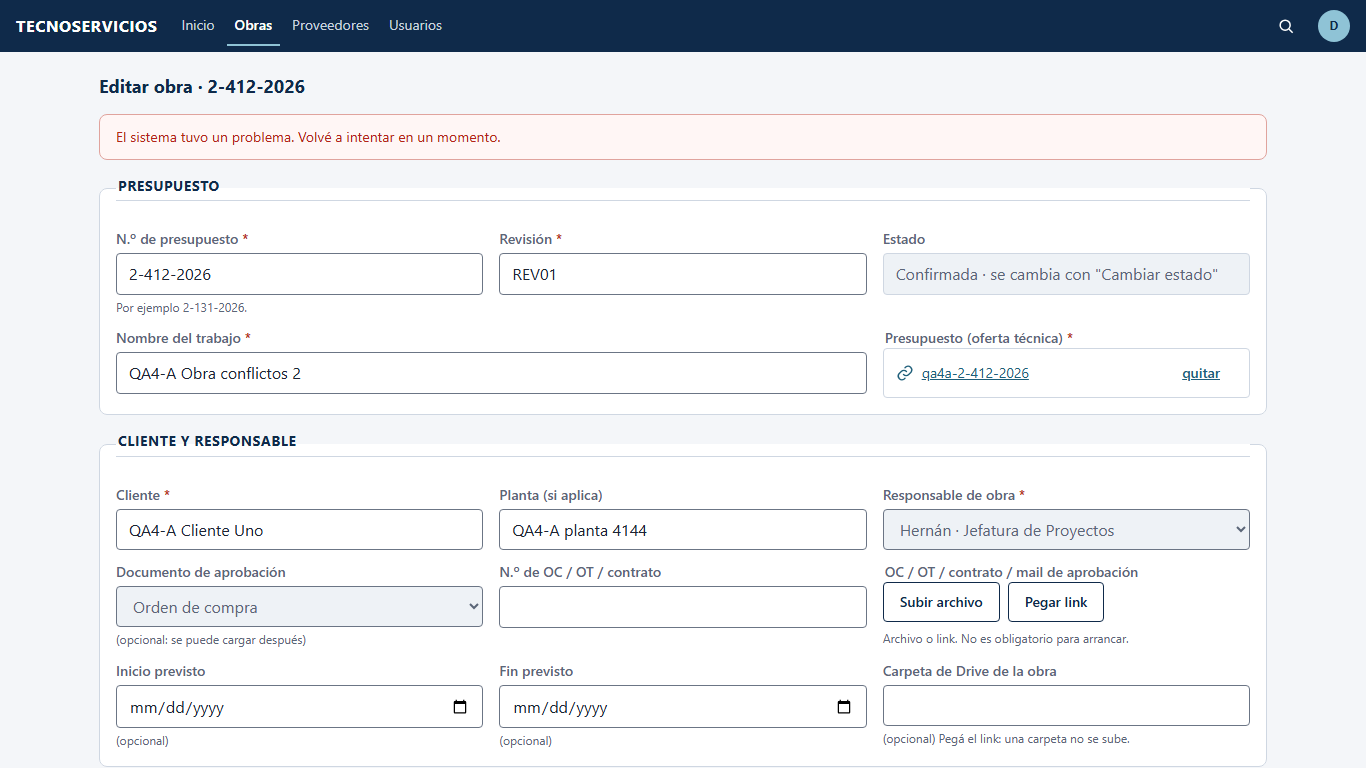 TECNOSERVICIOS Inicio Obras Proveedores Usuarios D
Editar obra · 2-412-2026
El sistema tuvo un problema. Volvé a intentar en un momento.
PRESUPUESTO
N.º de presupuesto * Revisión * Estado
2-412-2026 REV01 Confirmada · se cambia con "Cambiar estado"
Por ejemplo 2-131-2026.
Nombre del trabajo * Presupuesto (oferta técnica) *
QA4-A Obra conflictos 2 qa4a-2-412-2026 quitar
CLIENTE Y RESPONSABLE
Cliente * Planta (si aplica) Responsable de obra *
QA4-A Cliente Uno QA4-A planta 4144 Hernán · Jefatura de Proyectos
Documento de aprobación N.º de OC / OT / contrato OC / OT / contrato / mail de aprobación
Orden de compra Subir archivo Pegar link
(opcional: se puede cargar después) Archivo o link. No es obligatorio para arrancar.
Inicio previsto Fin previsto Carpeta de Drive de la obra
mm/dd/yyyy mm/dd/yyyy
(opcional) (opcional) (opcional) Pegá el link: una carpeta no se sube.